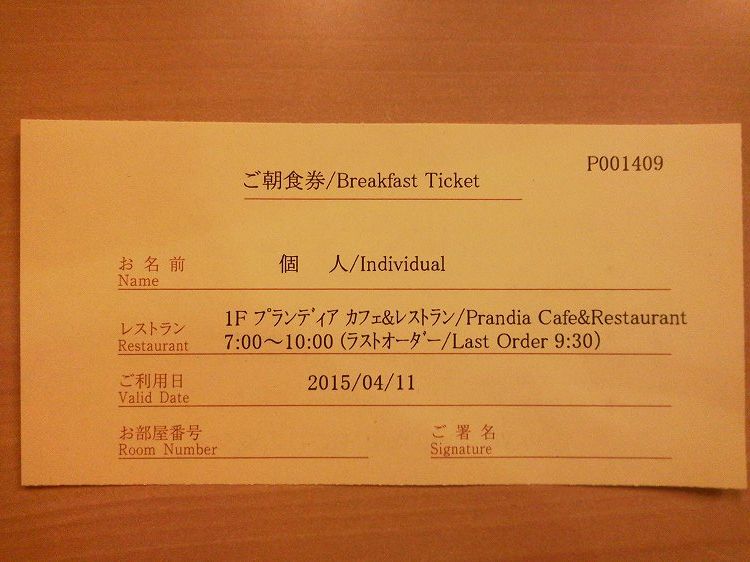 P001409
ご朝食券/Breakfast Ticket
お名前 個 人/Individual
Name
レストラン 1F プランディア カフェ&レストラン/Prandia Cafe&Restaurant
Restaurant 7:00～10:00 (ラストオーダー/Last Order 9:30)
ご利用日 2015/04/11
Valid Date
お部屋番号 ご署名
Room Number Signature